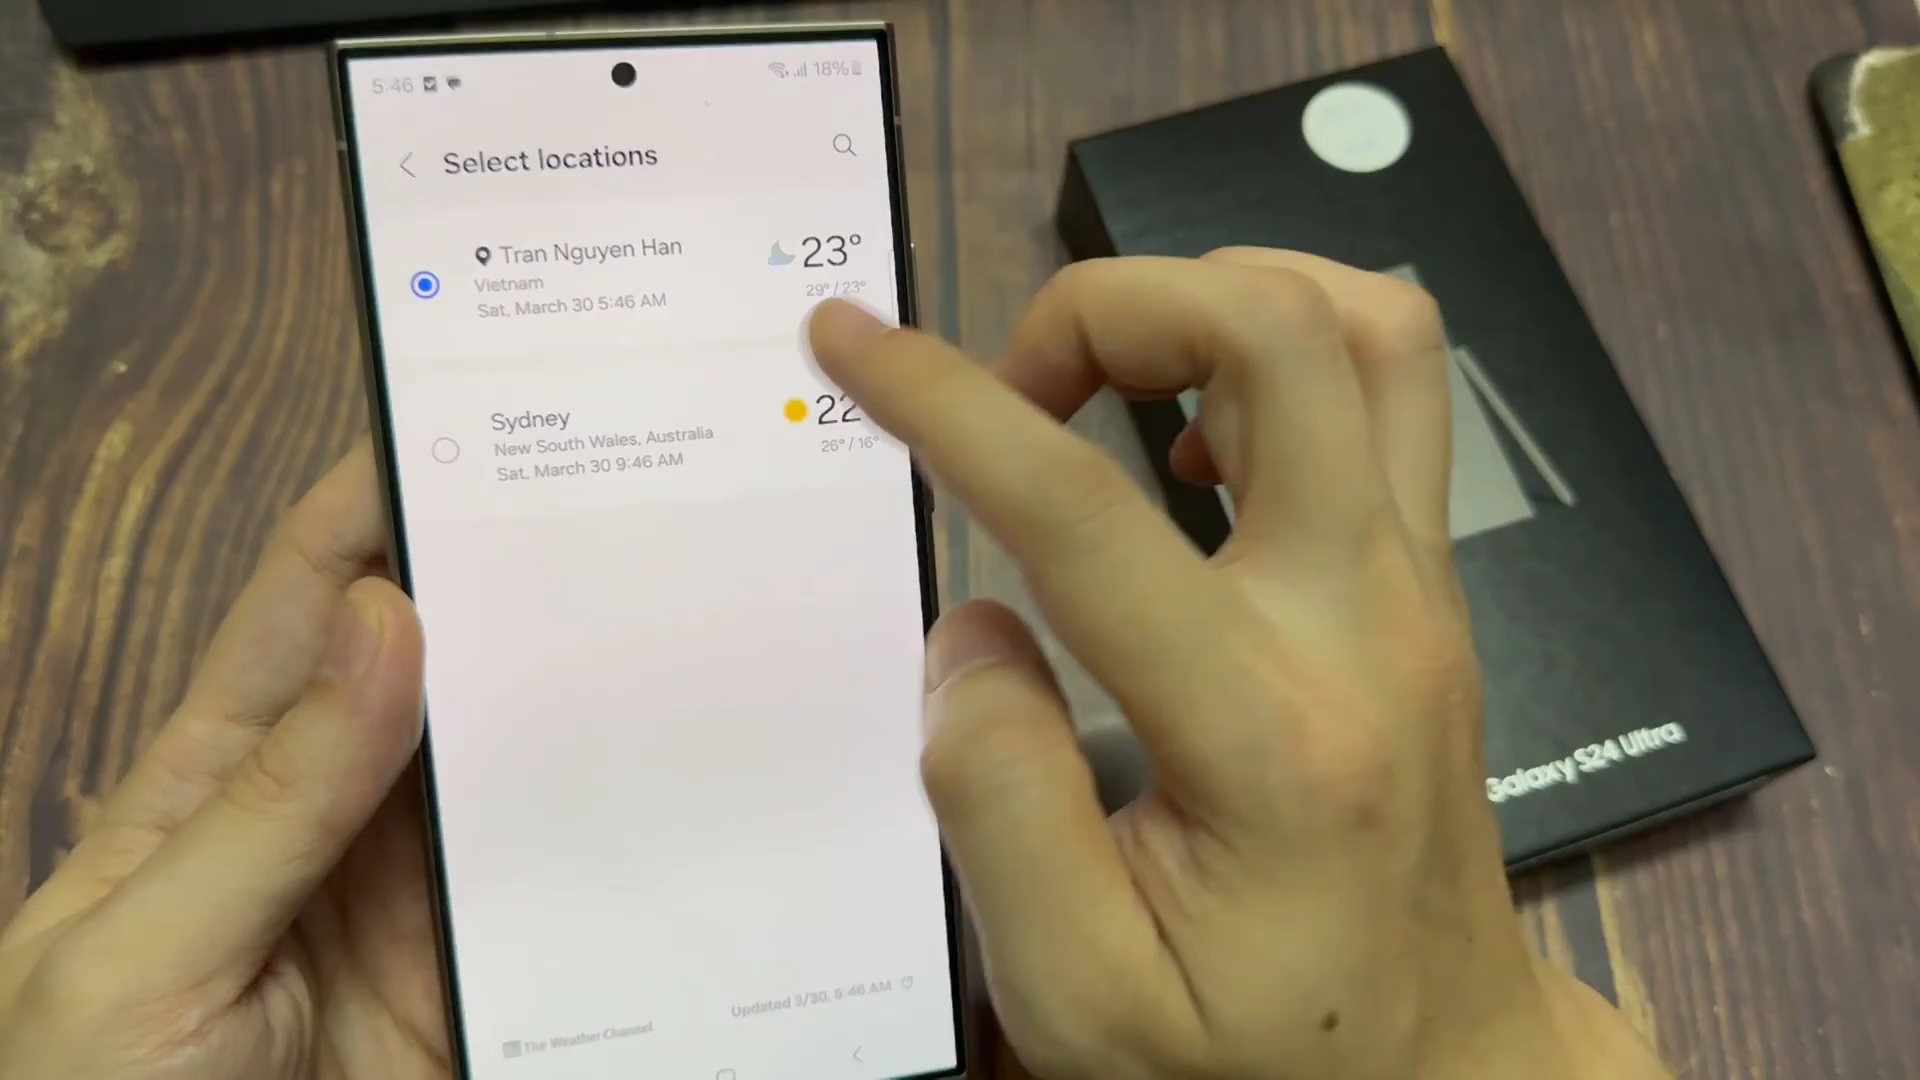 5:46
18%
Select locations
Tran Nguyen Han
Vietnam
Sat, March 30 5:46 AM
23°
29° / 23°
Sydney
New South Wales, Australia
Sat, March 30 9:46 AM
22
26° / 16°
Updated 3/30, 5:46 AM
The Weather Channel
Galaxy S24 Ultra